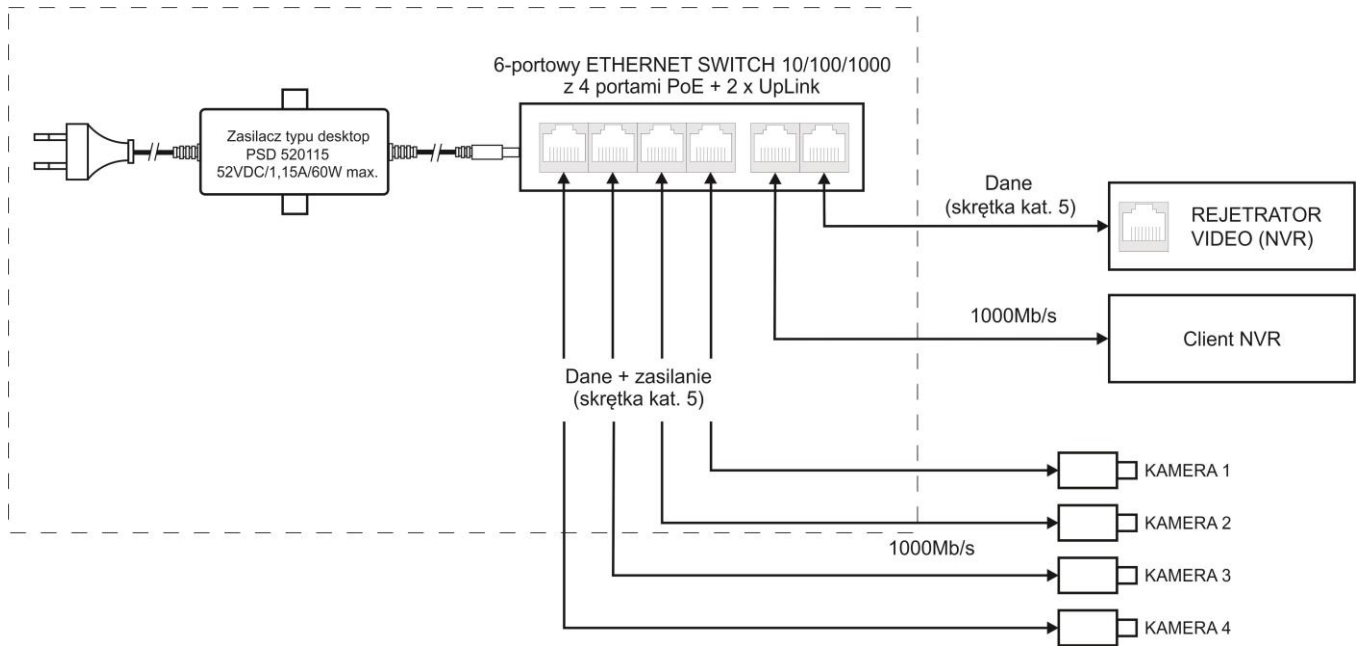 6-portowy ETHERNET SWITCH 10/100/1000
z 4 portami PoE + 2 x UpLink
Zasilacz typu desktop
PSD 520115
52VDC/1,15A/60W max.
Dane
(skrętka kat. 5)
REJETRATOR
VIDEO (NVR)
1000Mb/s
Client NVR
Dane + zasilanie
(skrętka kat. 5)
KAMERA 1
KAMERA 2
1000Mb/s
KAMERA 3
KAMERA 4